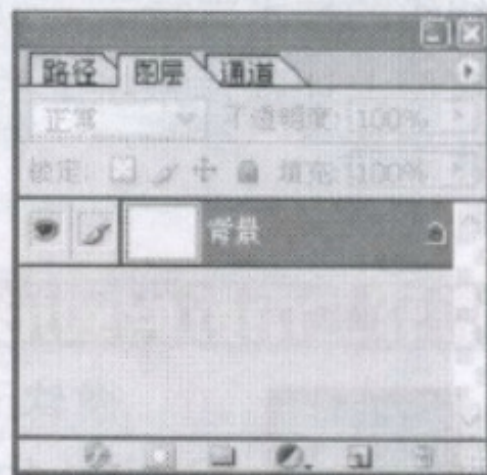 路径 图层 通道
正常 不透明度: 100%
锁定: 填充: 100%
背景